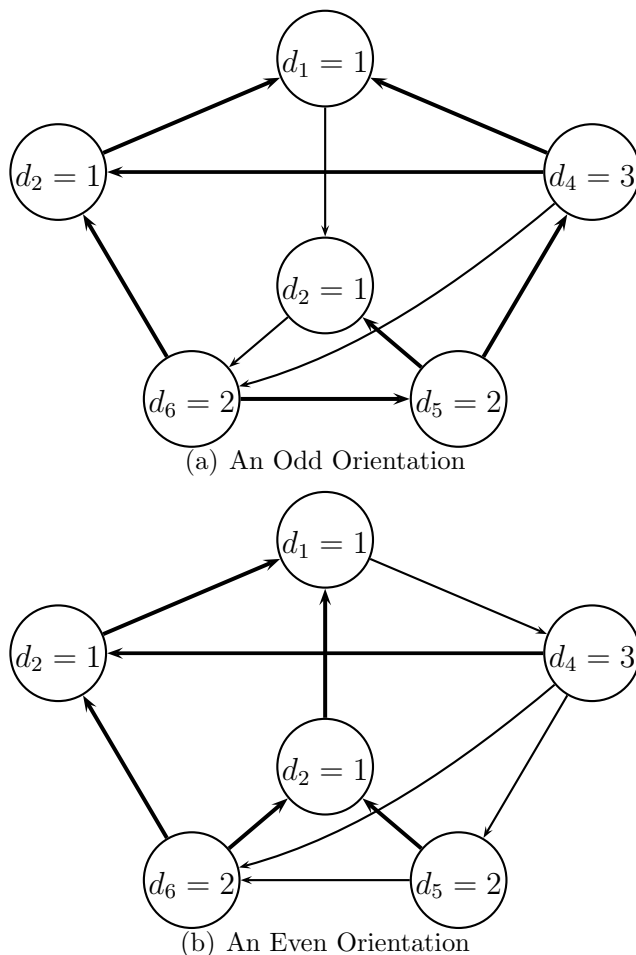 d₁ = 1
d₂ = 1
d₄ = 3
d₂ = 1
d₆ = 2
d₅ = 2
(a) An Odd Orientation
d₁ = 1
d₂ = 1
d₄ = 3
d₂ = 1
d₆ = 2
d₅ = 2
(b) An Even Orientation